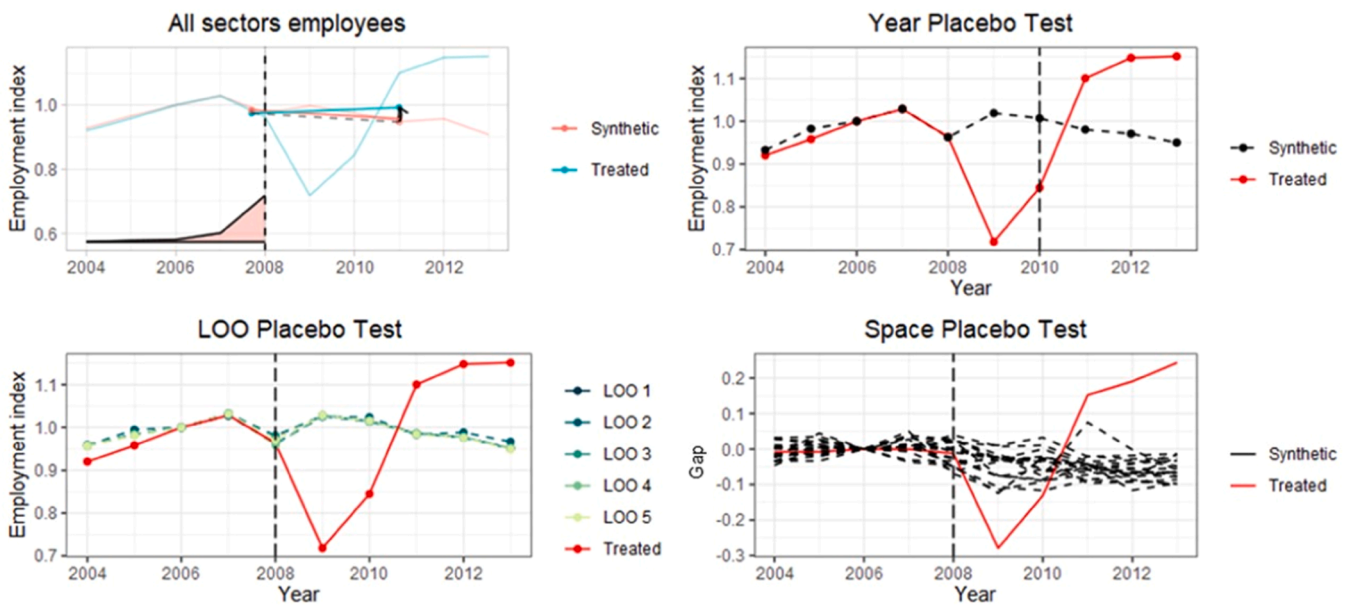 All sectors employees
Employment index
1.0
0.8
0.6
2004 2006 2008 2010 2012
Synthetic
Treated
Year Placebo Test
Employment index
1.1
1.0
0.9
0.8
0.7
2004 2006 2008 2010 2012
Year
Synthetic
Treated
LOO Placebo Test
Employment index
1.1
1.0
0.9
0.8
0.7
2004 2006 2008 2010 2012
Year
LOO 1
LOO 2
LOO 3
LOO 4
LOO 5
Treated
Space Placebo Test
Gap
0.2
0.1
0.0
-0.1
-0.2
-0.3
2004 2006 2008 2010 2012
Year
Synthetic
Treated